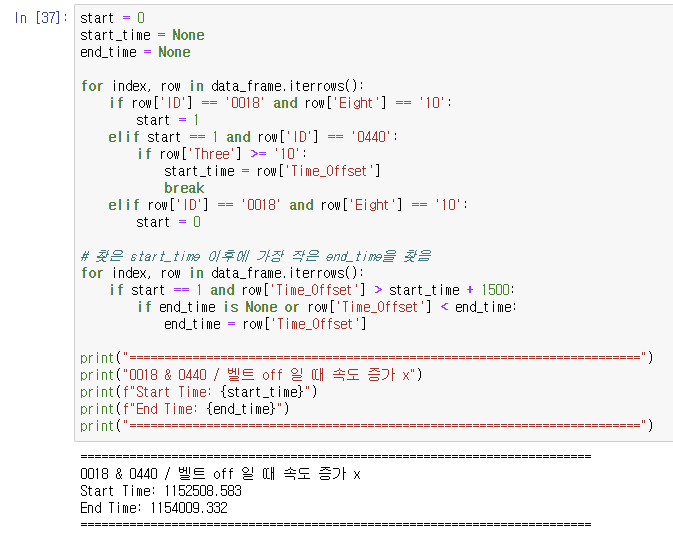 In [37]:
start = 0
start_time = None
end_time = None

for index, row in data_frame.iterrows():
    if row['ID'] == '0018' and row['Eight'] == '10':
        start = 1
    elif start == 1 and row['ID'] == '0440':
        if row['Three'] >= '10':
            start_time = row['Time_Offset']
            break
    elif row['ID'] == '0018' and row['Eight'] == '10':
        start = 0

# 찾은 start_time 이후에 가장 작은 end_time을 찾음
for index, row in data_frame.iterrows():
    if start == 1 and row['Time_Offset'] > start_time + 1500:
        if end_time is None or row['Time_Offset'] < end_time:
            end_time = row['Time_Offset']

print("=========================================================================")
print("0018 & 0440 / 벨트 off 일 때 속도 증가 x")
print(f"Start Time: {start_time}")
print(f"End Time: {end_time}")
print("=========================================================================")
=========================================================================
0018 & 0440 / 벨트 off 일 때 속도 증가 x
Start Time: 1152508.583
End Time: 1154009.332
=========================================================================